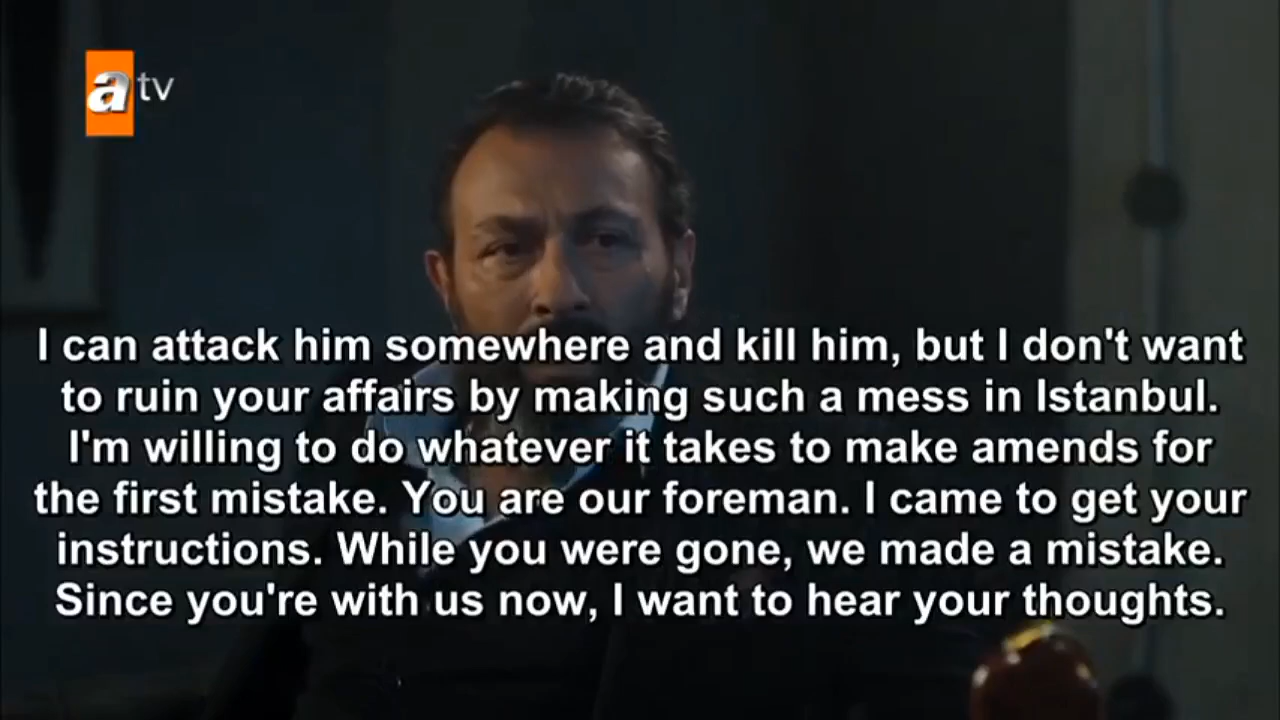 atv
I can attack him somewhere and kill him, but I don't want
to ruin your affairs by making such a mess in Istanbul.
I'm willing to do whatever it takes to make amends for
the first mistake. You are our foreman. I came to get your
instructions. While you were gone, we made a mistake.
Since you're with us now, I want to hear your thoughts.